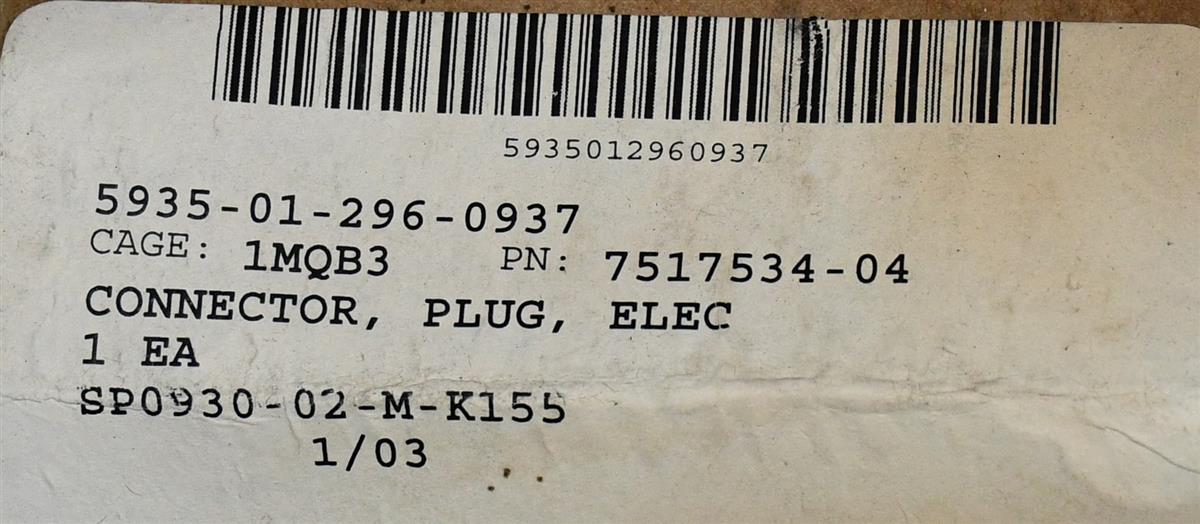 5935012960937
5935-01-296-0937
CAGE: 1MQB3 PN: 7517534-04
CONNECTOR, PLUG, ELEC
1 EA
SP0930-02-M-K155
1/03